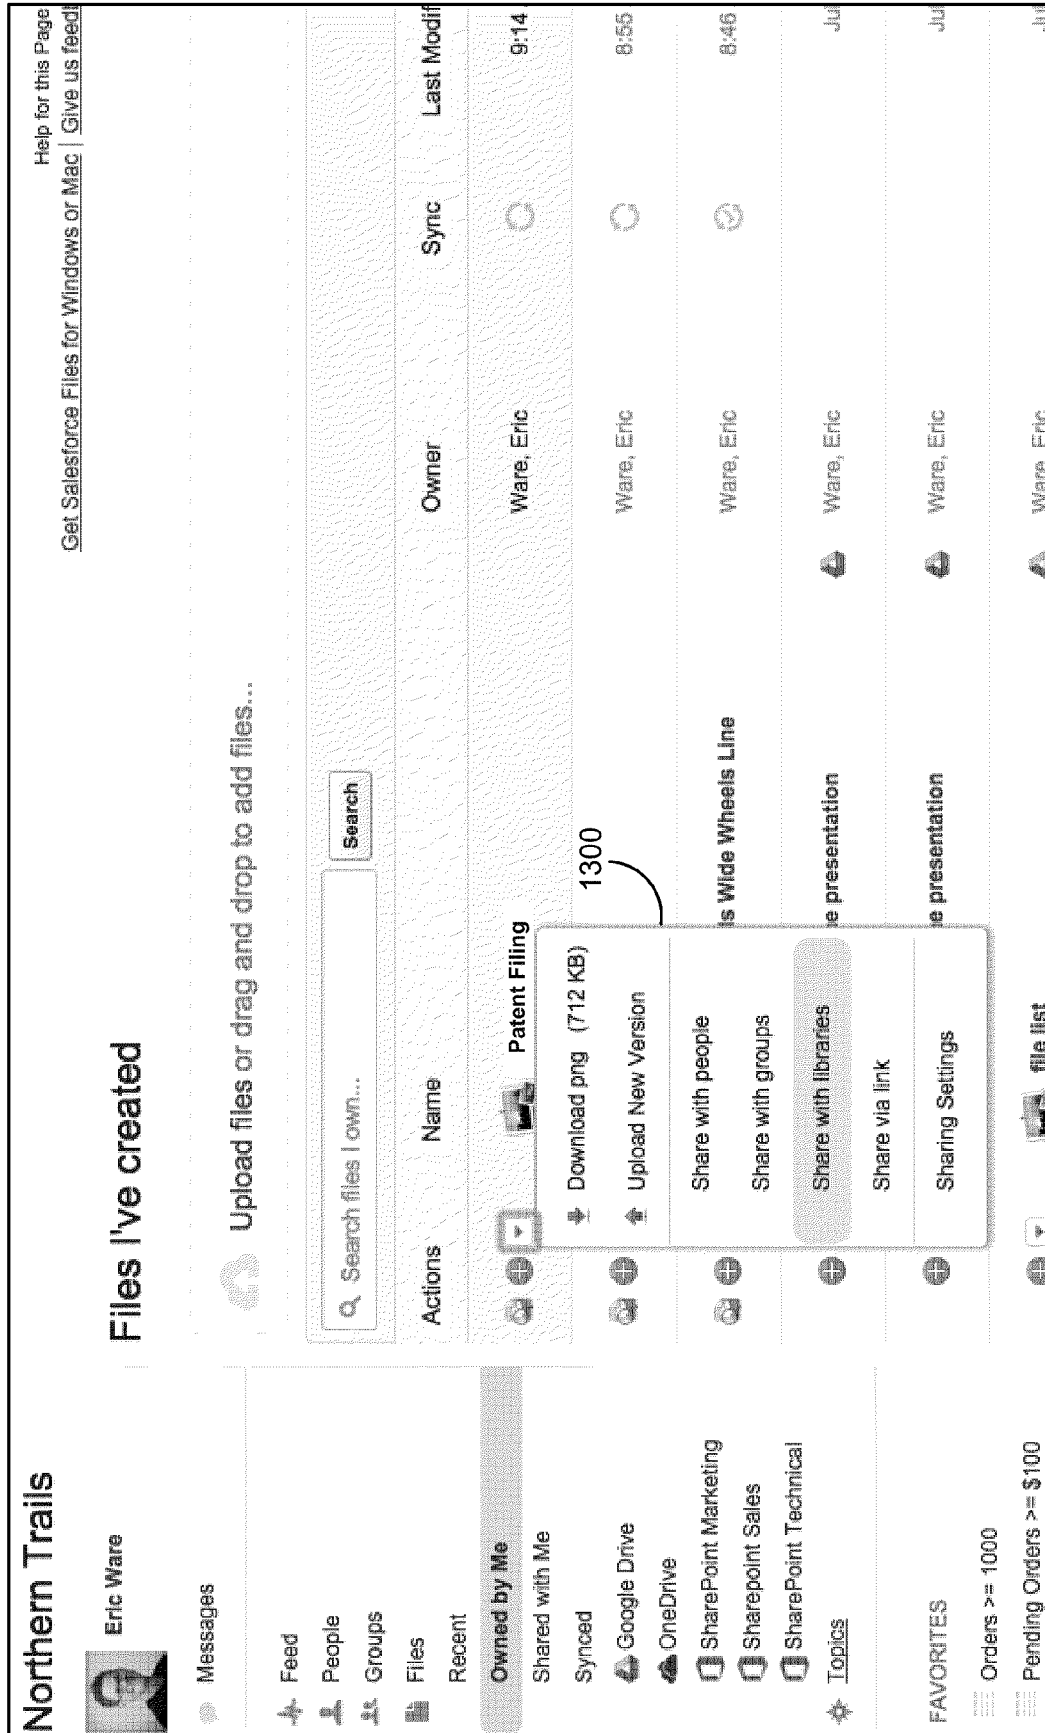 Northern Trails
Eric Ware
Messages
Feed
People
Groups
Files
Recent
Owned by Me
Shared with Me
Synced
Google Drive
OneDrive
SharePoint Marketing
Sharepoint Sales
SharePoint Technical
Topics
FAVORITES
Orders >= 1000
Pending Orders >= $100
Help for this Page
Get Salesforce Files for Windows or Mac | Give us feed
Files I've created
Upload files or drag and drop to add files...
Search files I own...
Search
Actions Name Owner Sync Last Modif
Patent Filing Ware, Eric 9:14
Ware, Eric 8:55
ls Wide Wheels Line Ware, Eric 8:46
e presentation Ware, Eric Jul
e presentation Ware, Eric Jul
file list Ware, Eric Jul
Download png (712 KB)
Upload New Version
Share with people
Share with groups
Share with libraries
Share via link
Sharing Settings
1300